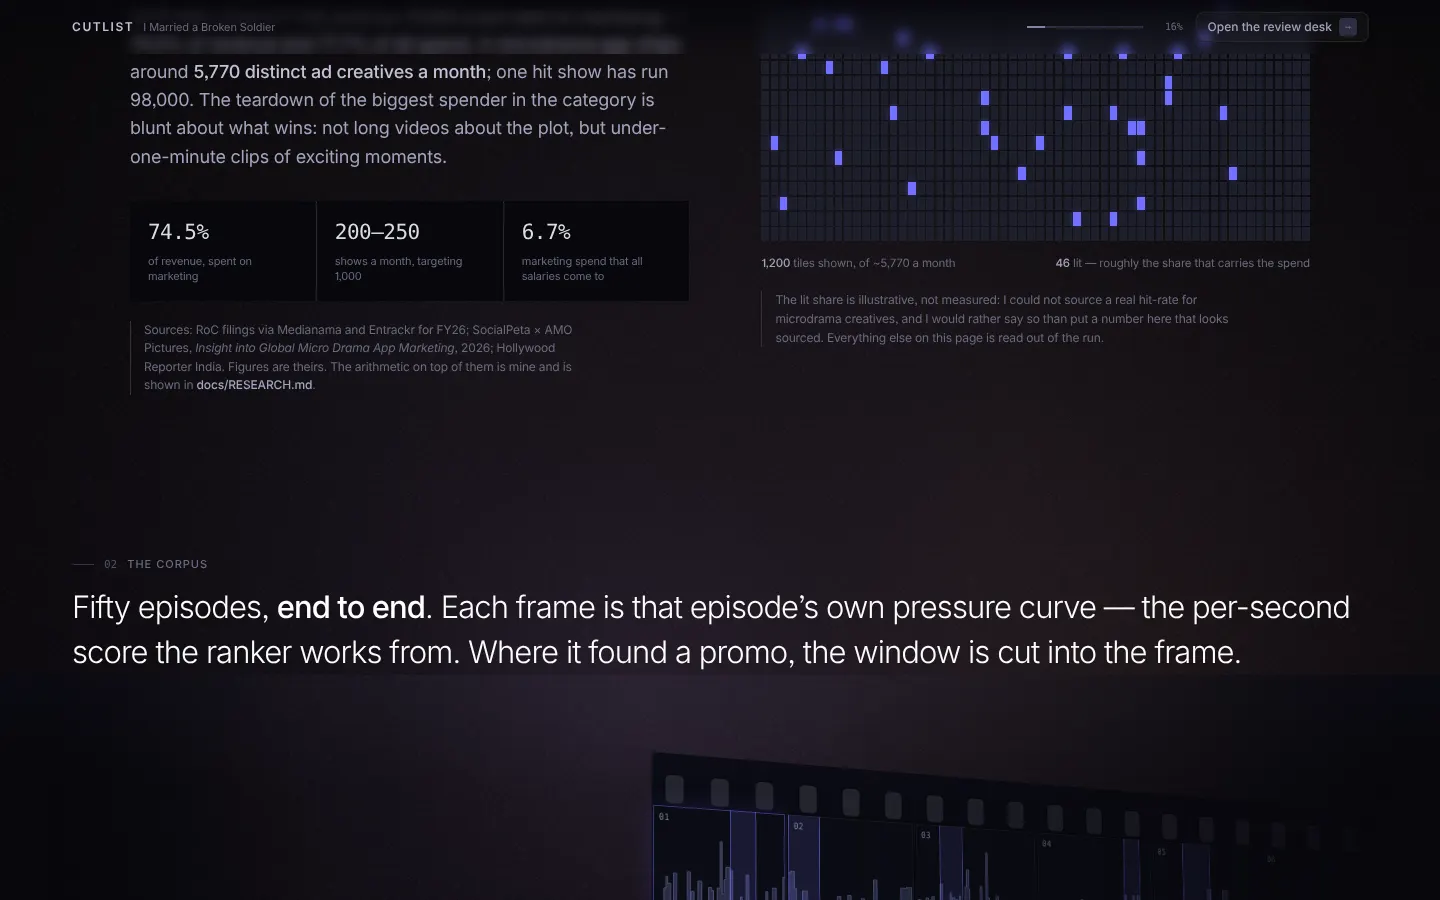 CUTLIST I Married a Broken Soldier
16% Open the review desk →
around 5,770 distinct ad creatives a month; one hit show has run
98,000. The teardown of the biggest spender in the category is
blunt about what wins: not long videos about the plot, but under-
one-minute clips of exciting moments.
74.5%
of revenue, spent on
marketing
200–250
shows a month, targeting
1,000
6.7%
marketing spend that all
salaries come to
Sources: RoC filings via Medianama and Entrackr for FY26; SocialPeta × AMO
Pictures, Insight into Global Micro Drama App Marketing, 2026; Hollywood
Reporter India. Figures are theirs. The arithmetic on top of them is mine and is
shown in docs/RESEARCH.md.
1,200 tiles shown, of ~5,770 a month
46 lit — roughly the share that carries the spend
The lit share is illustrative, not measured: I could not source a real hit-rate for
microdrama creatives, and I would rather say so than put a number here that looks
sourced. Everything else on this page is read out of the run.
02 THE CORPUS
Fifty episodes, end to end. Each frame is that episode’s own pressure curve — the per-second
score the ranker works from. Where it found a promo, the window is cut into the frame.
01
02
03
04
05